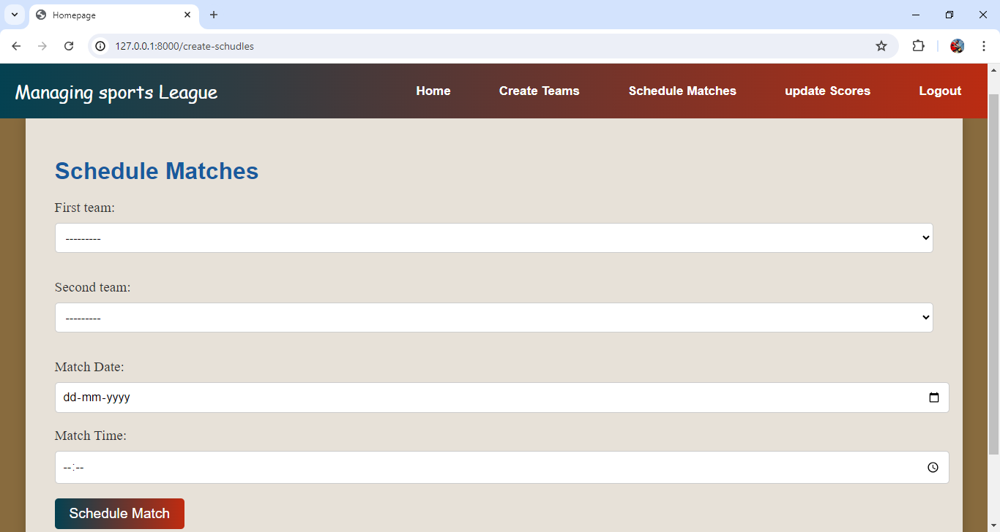 Homepage
127.0.0.1:8000/create-schudles
Managing sports League
Home
Create Teams
Schedule Matches
update Scores
Logout
Schedule Matches
First team:
---------
Second team:
---------
Match Date:
dd-mm-yyyy
Match Time:
--:--
Schedule Match